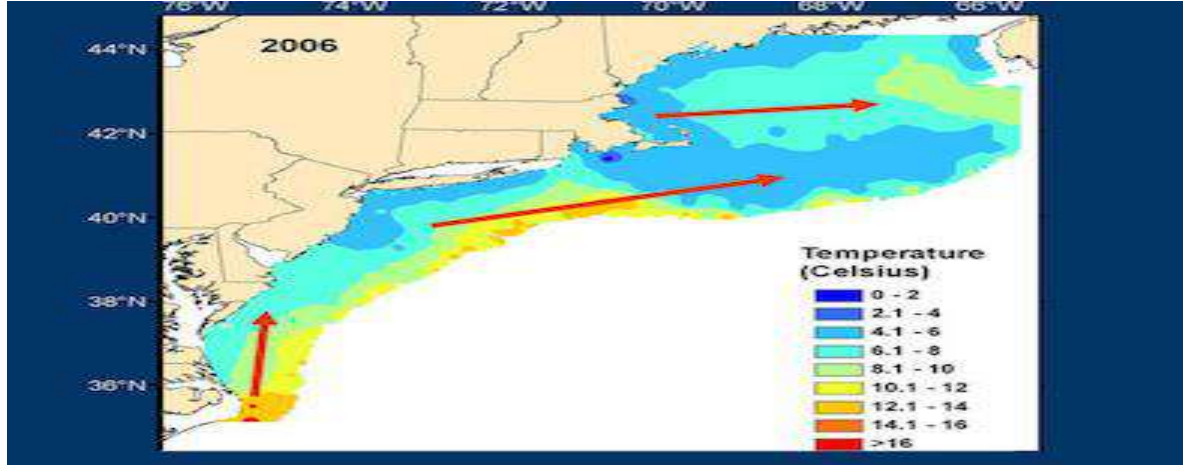 76°W 74°W 72°W 70°W 68°W 66°W
44°N
2006
42°N
40°N
38°N
36°N
Temperature
(Celsius)
0 - 2
2.1 - 4
4.1 - 6
6.1 - 8
8.1 - 10
10.1 - 12
12.1 - 14
14.1 - 16
>16